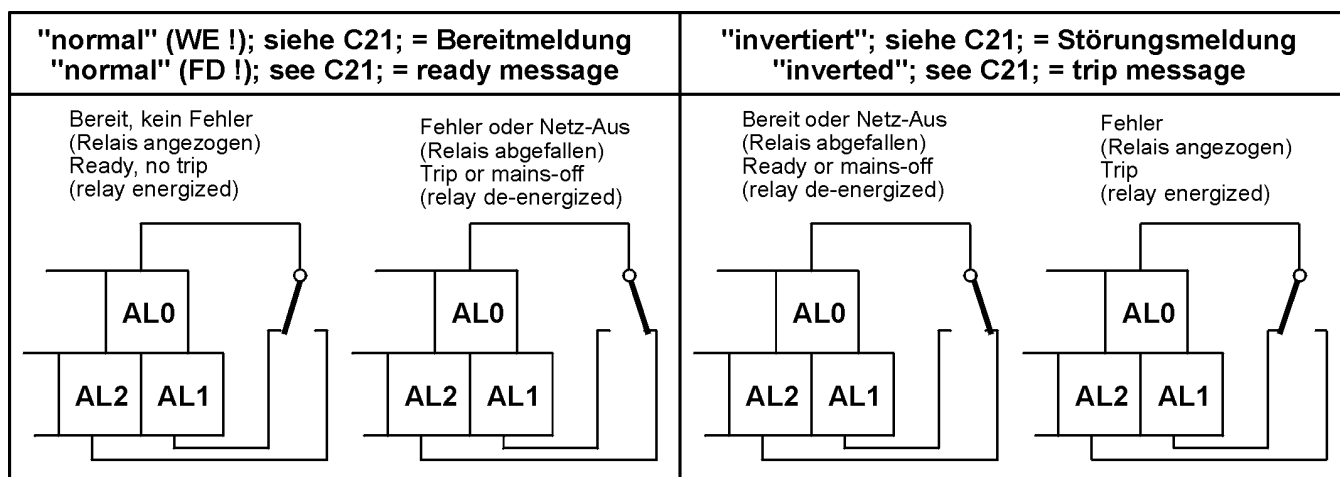 "normal" (WE !); siehe C21; = Bereitmeldung
"normal" (FD !); see C21; = ready message
"invertiert"; siehe C21; = Störungsmeldung
"inverted"; see C21; = trip message
Bereit, kein Fehler
(Relais angezogen)
Ready, no trip
(relay energized)
Fehler oder Netz-Aus
(Relais abgefallen)
Trip or mains-off
(relay de-energized)
Bereit oder Netz-Aus
(Relais abgefallen)
Ready or mains-off
(relay de-energized)
Fehler
(Relais angezogen)
Trip
(relay energized)
AL0
AL2 AL1
AL0
AL2 AL1
AL0
AL2 AL1
AL0
AL2 AL1